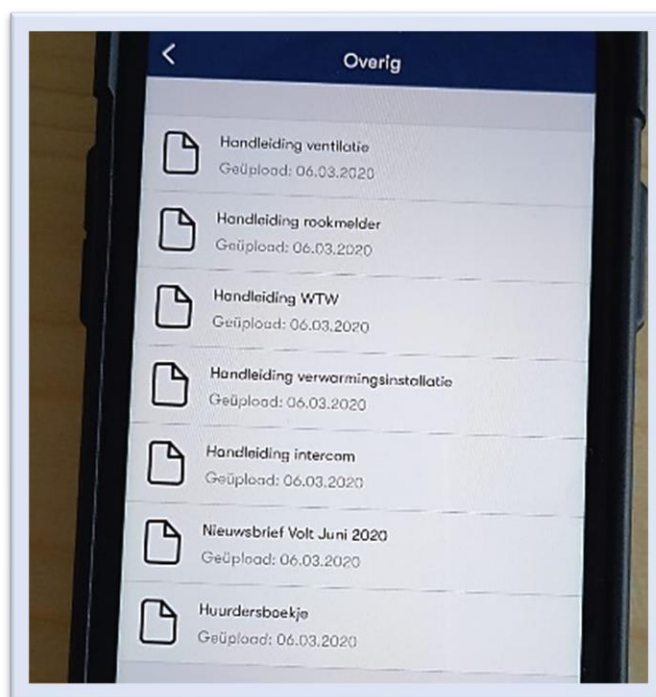 Overig
Handleiding ventilatie
Geüpload: 06.03.2020
Handleiding rookmelder
Geüpload: 06.03.2020
Handleiding WTW
Geüpload: 06.03.2020
Handleiding verwarmingsinstallatie
Geüpload: 06.03.2020
Handleiding intercom
Geüpload: 06.03.2020
Nieuwsbrief Volt Juni 2020
Geüpload: 06.03.2020
Huurdersboekje
Geüpload: 06.03.2020